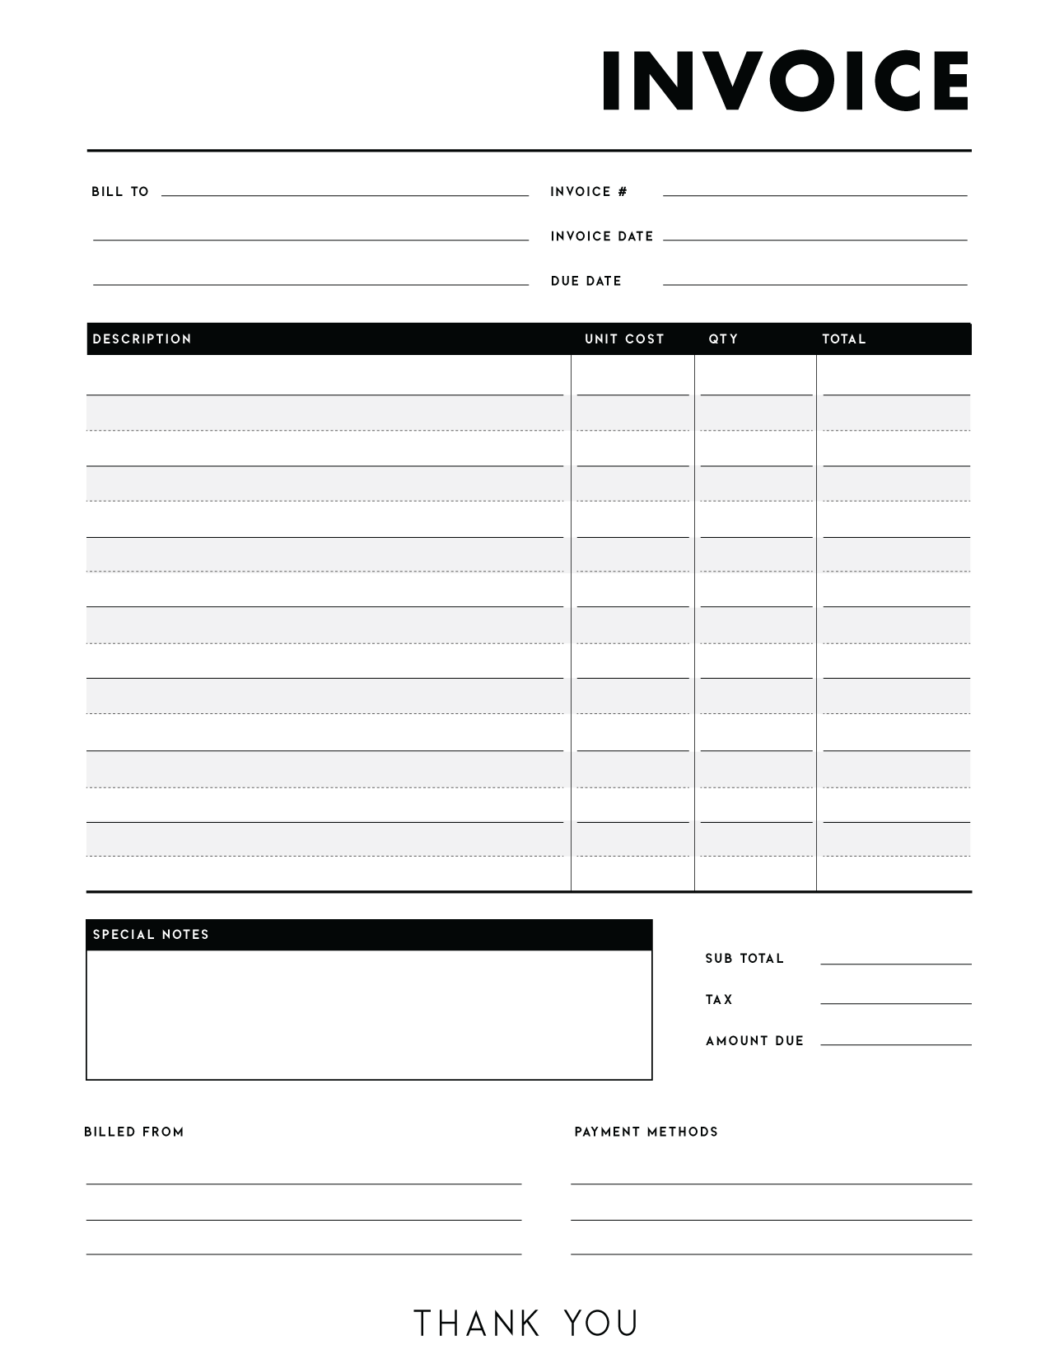 INVOICE
BILL TO
INVOICE #
INVOICE DATE
DUE DATE
DESCRIPTION UNIT COST QTY TOTAL
SPECIAL NOTES
SUB TOTAL
TAX
AMOUNT DUE
BILLED FROM
PAYMENT METHODS
THANK YOU